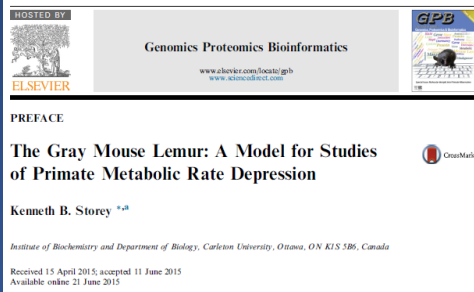 HOSTED BY
Genomics Proteomics Bioinformatics
GPB
www.elsevier.com/locate/gpb
www.sciencedirect.com
ELSEVIER
PREFACE
The Gray Mouse Lemur: A Model for Studies
of Primate Metabolic Rate Depression
CrossMark
Kenneth B. Storey *,a
Institute of Biochemistry and Department of Biology, Carleton University, Ottawa, ON K1S 5B6, Canada
Received 15 April 2015; accepted 11 June 2015
Available online 21 June 2015